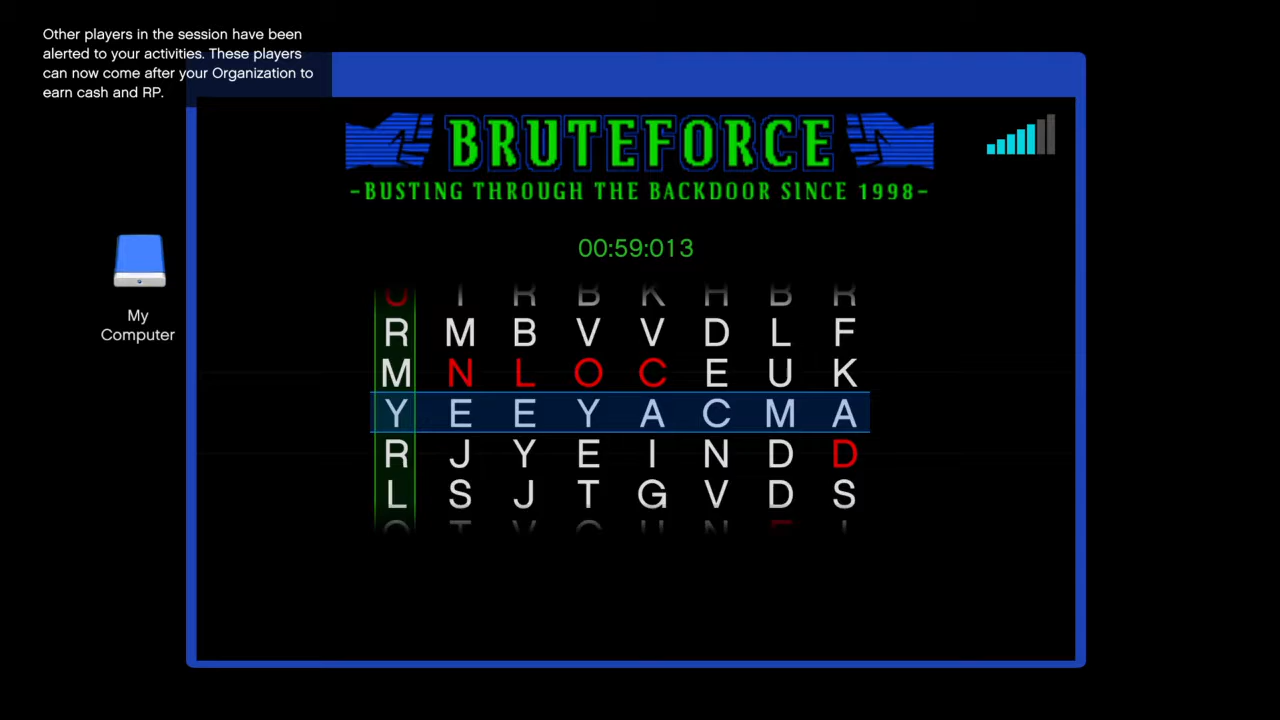 Other players in the session have been
alerted to your activities. These players
can now come after your Organization to
earn cash and RP.
BRUTEFORCE
-BUSTING THROUGH THE BACKDOOR SINCE 1998-
00:59:013
My
Computer
R B K H B R
R M B V V D L F
M N L O C E U K
Y E E Y A C M A
R J Y E I N D D
L S J T G V D S